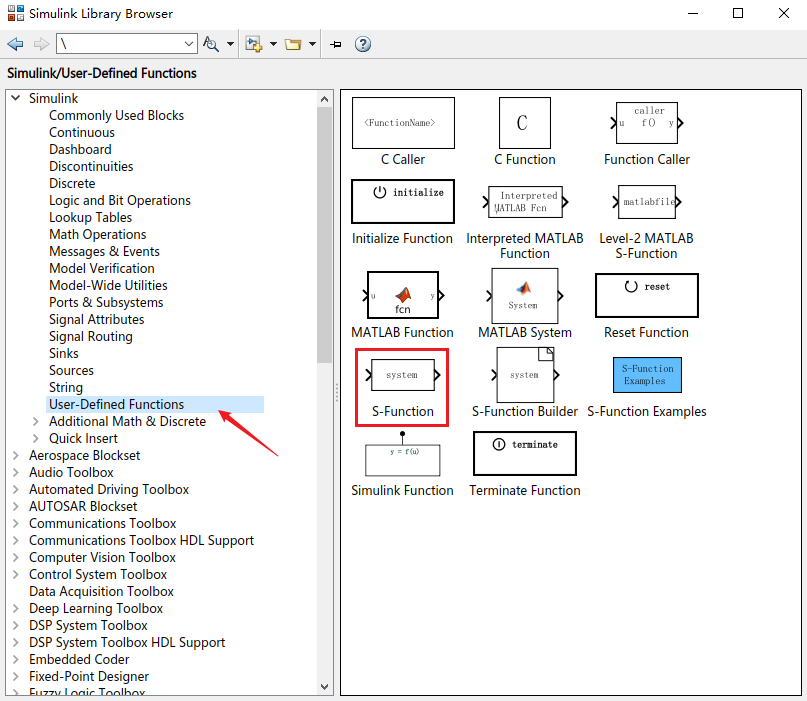 Simulink Library Browser
\
Simulink/User-Defined Functions
Simulink
Commonly Used Blocks
Continuous
Dashboard
Discontinuities
Discrete
Logic and Bit Operations
Lookup Tables
Math Operations
Messages & Events
Model Verification
Model-Wide Utilities
Ports & Subsystems
Signal Attributes
Signal Routing
Sinks
Sources
String
User-Defined Functions
Additional Math & Discrete
Quick Insert
Aerospace Blockset
Audio Toolbox
Automated Driving Toolbox
AUTOSAR Blockset
Communications Toolbox
Communications Toolbox HDL Support
Computer Vision Toolbox
Control System Toolbox
Data Acquisition Toolbox
Deep Learning Toolbox
DSP System Toolbox
DSP System Toolbox HDL Support
Embedded Coder
Fixed-Point Designer
Fuzzy Logic Toolbox
<FunctionName>
C Caller
C
C Function
caller
u f() y
Function Caller
initialize
Initialize Function
Interpreted
MATLAB Fcn
Interpreted MATLAB
Function
matlabfile
Level-2 MATLAB
S-Function
u y
fcn
MATLAB Function
System
MATLAB System
reset
Reset Function
system
S-Function
system
S-Function Builder
S-Function
Examples
S-Function Examples
y = f(u)
Simulink Function
terminate
Terminate Function